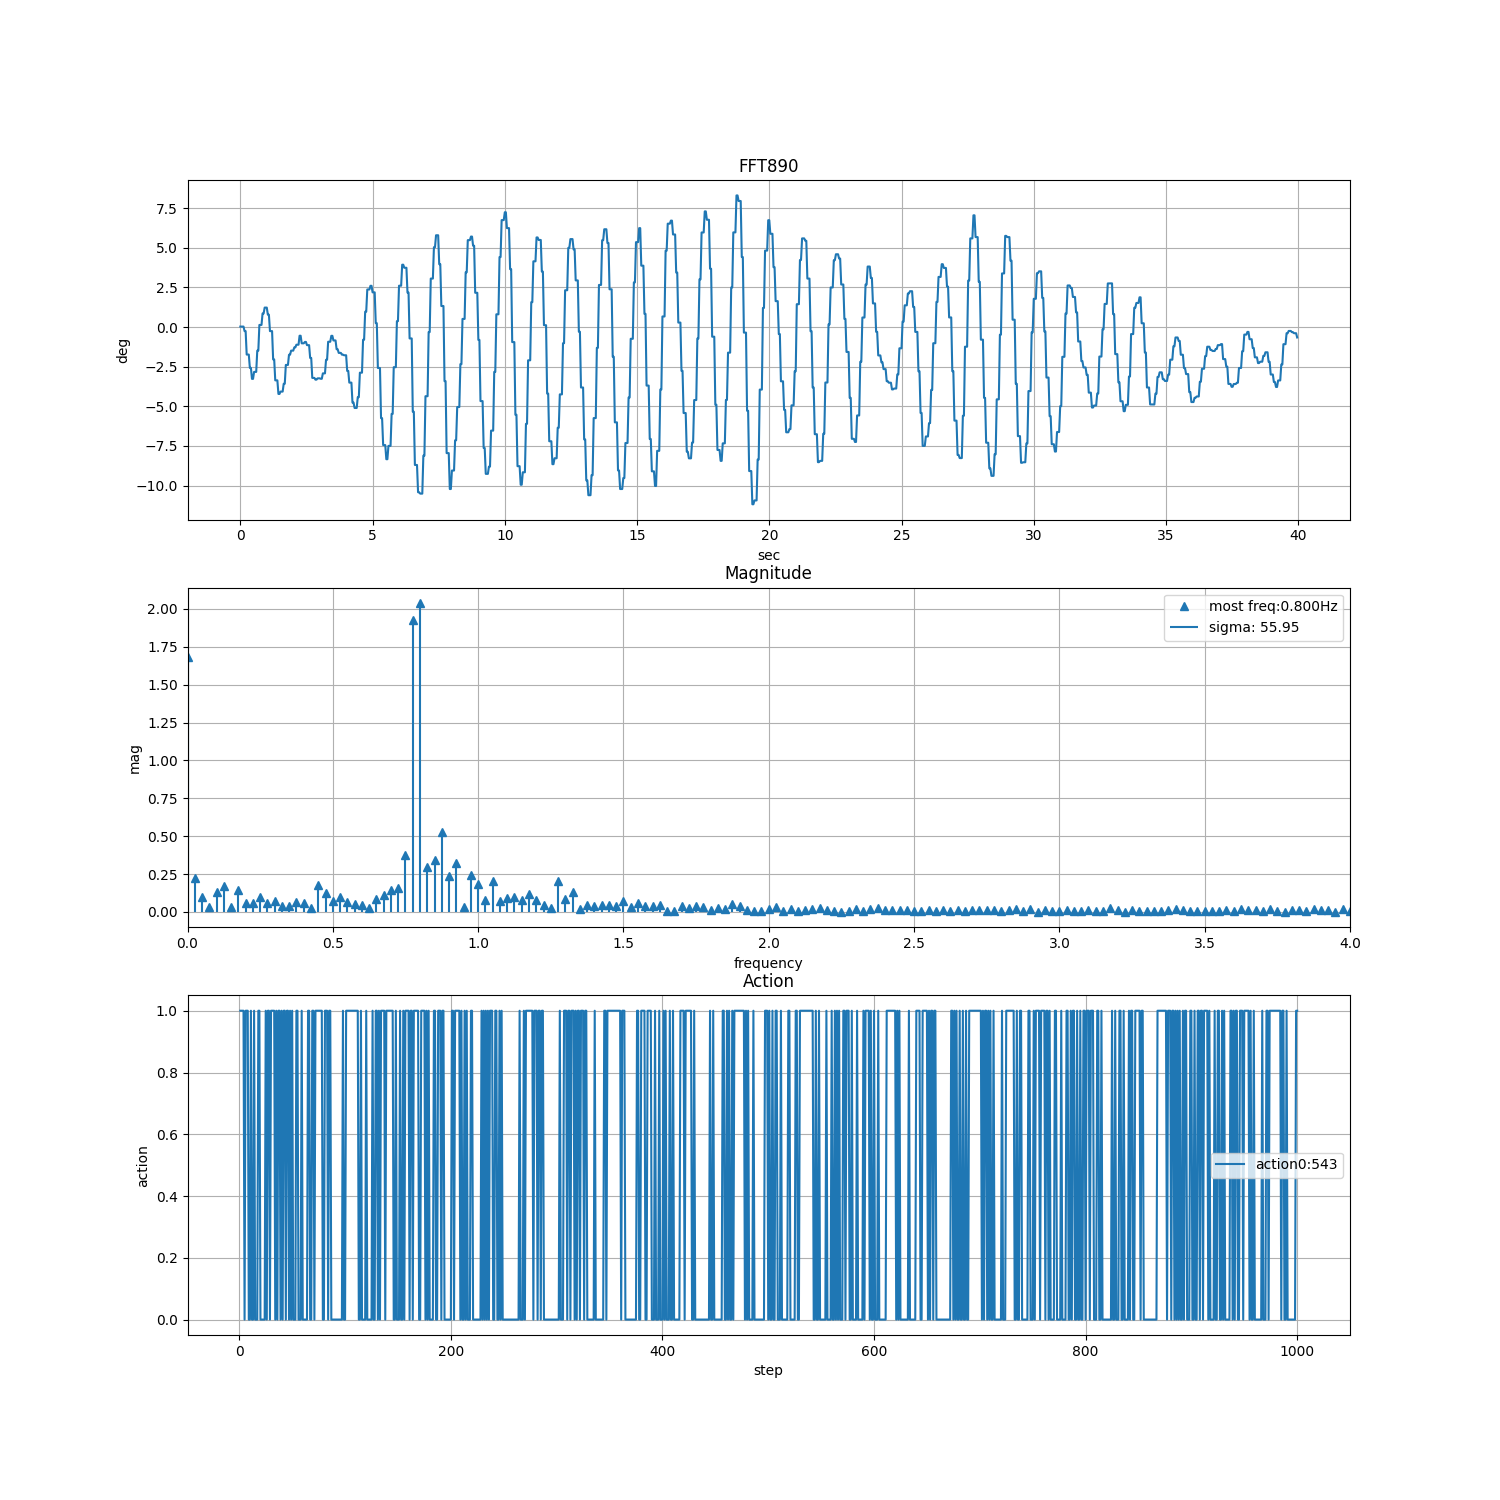 FFT890
7.5
5.0
2.5
0.0
−2.5
−5.0
−7.5
−10.0
deg
0 5 10 15 20 25 30 35 40
sec
Magnitude
2.00
1.75
1.50
1.25
1.00
0.75
0.50
0.25
0.00
mag
most freq:0.800Hz
sigma: 55.95
0.0 0.5 1.0 1.5 2.0 2.5 3.0 3.5 4.0
frequency
Action
1.0
0.8
0.6
0.4
0.2
0.0
action
action0:543
0 200 400 600 800 1000
step